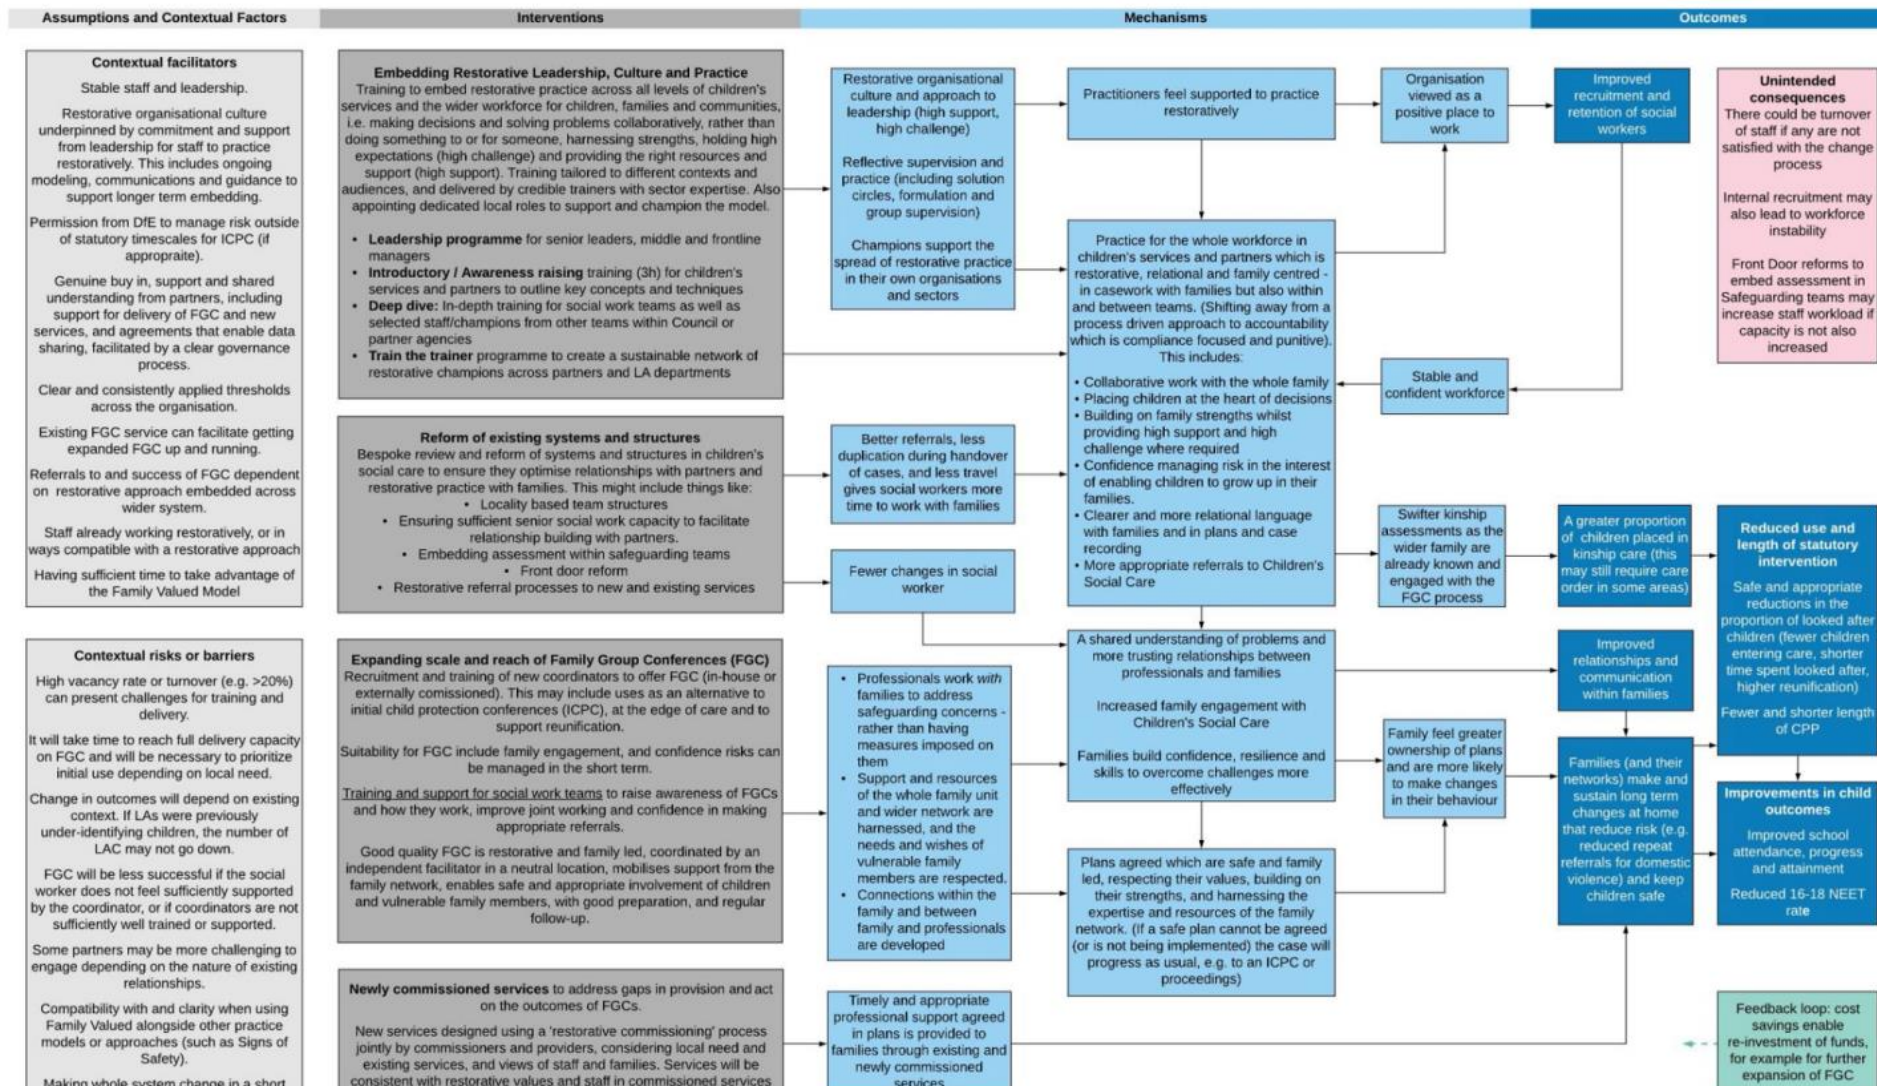 Assumptions and Contextual Factors
Interventions
Mechanisms
Outcomes
Contextual facilitators
Stable staff and leadership.
Restorative organisational culture
underpinned by commitment and support
from leadership for staff to practice
restoratively. This includes ongoing
modeling, communications and guidance to
support longer term embedding.
Permission from DfE to manage risk outside
of statutory timescales for ICPC (if
appropraite).
Genuine buy in, support and shared
understanding from partners, including
support for delivery of FGC and new
services, and agreements that enable data
sharing, facilitated by a clear governance
process.
Clear and consistently applied thresholds
across the organisation.
Existing FGC service can facilitate getting
expanded FGC up and running.
Referrals to and success of FGC dependent
on restorative approach embedded across
wider system.
Staff already working restoratively, or in
ways compatible with a restorative approach
Having sufficient time to take advantage of
the Family Valued Model
Contextual risks or barriers
High vacancy rate or turnover (e.g. >20%)
can present challenges for training and
delivery.
It will take time to reach full delivery capacity
on FGC and will be necessary to prioritize
initial use depending on local need.
Change in outcomes will depend on existing
context. If LAs were previously
under-identifying children, the number of
LAC may not go down.
FGC will be less successful if the social
worker does not feel sufficiently supported
by the coordinator, or if coordinators are not
sufficiently well trained or supported.
Some partners may be more challenging to
engage depending on the nature of existing
relationships.
Compatibility with and clarity when using
Family Valued alongside other practice
models or approaches (such as Signs of
Safety).
Making whole system change in a short
Embedding Restorative Leadership, Culture and Practice
Training to embed restorative practice across all levels of children's
services and the wider workforce for children, families and communities,
i.e. making decisions and solving problems collaboratively, rather than
doing something to or for someone, harnessing strengths, holding high
expectations (high challenge) and providing the right resources and
support (high support). Training tailored to different contexts and
audiences, and delivered by credible trainers with sector expertise. Also
appointing dedicated local roles to support and champion the model.
• Leadership programme for senior leaders, middle and frontline
managers
• Introductory / Awareness raising training (3h) for children's
services and partners to outline key concepts and techniques
• Deep dive: In-depth training for social work teams as well as
selected staff/champions from other teams within Council or
partner agencies
• Train the trainer programme to create a sustainable network of
restorative champions across partners and LA departments
Reform of existing systems and structures
Bespoke review and reform of systems and structures in children's
social care to ensure they optimise relationships with partners and
restorative practice with families. This might include things like:
• Locality based team structures
• Ensuring sufficient senior social work capacity to facilitate
relationship building with partners.
• Embedding assessment within safeguarding teams
• Front door reform
• Restorative referral processes to new and existing services
Expanding scale and reach of Family Group Conferences (FGC)
Recruitment and training of new coordinators to offer FGC (in-house or
externally comissioned). This may include uses as an alternative to
initial child protection conferences (ICPC), at the edge of care and to
support reunification.
Suitability for FGC include family engagement, and confidence risks can
be managed in the short term.
Training and support for social work teams to raise awareness of FGCs
and how they work, improve joint working and confidence in making
appropriate referrals.
Good quality FGC is restorative and family led, coordinated by an
independent facilitator in a neutral location, mobilises support from the
family network, enables safe and appropriate involvement of children
and vulnerable family members, with good preparation, and regular
follow-up.
Newly commissioned services to address gaps in provision and act
on the outcomes of FGCs.
New services designed using a 'restorative commissioning' process
jointly by commissioners and providers, considering local need and
existing services, and views of staff and families. Services will be
consistent with restorative values and staff in commissioned services
Restorative organisational
culture and approach to
leadership (high support,
high challenge)
Reflective supervision and
practice (including solution
circles, formulation and
group supervision)
Champions support the
spread of restorative practice
in their own organisations
and sectors
Better referrals, less
duplication during handover
of cases, and less travel
gives social workers more
time to work with families
Fewer changes in social
worker
• Professionals work with
families to address
safeguarding concerns -
rather than having
measures imposed on
them
• Support and resources
of the whole family unit
and wider network are
harnessed, and the
needs and wishes of
vulnerable family
members are respected.
• Connections within the
family and between
family and professionals
are developed
Timely and appropriate
professional support agreed
in plans is provided to
families through existing and
newly commissioned
services
Practitioners feel supported to practice
restoratively
Practice for the whole workforce in
children's services and partners which is
restorative, relational and family centred -
in casework with families but also within
and between teams. (Shifting away from a
process driven approach to accountability
which is compliance focused and punitive).
This includes:
• Collaborative work with the whole family
• Placing children at the heart of decisions
• Building on family strengths whilst
providing high support and high
challenge where required
• Confidence managing risk in the interest
of enabling children to grow up in their
families.
• Clearer and more relational language
with families and in plans and case
recording
• More appropriate referrals to Children's
Social Care
A shared understanding of problems and
more trusting relationships between
professionals and families
Increased family engagement with
Children's Social Care
Families build confidence, resilience and
skills to overcome challenges more
effectively
Plans agreed which are safe and family
led, respecting their values, building on
their strengths, and harnessing the
expertise and resources of the family
network. (If a safe plan cannot be agreed
(or is not being implemented) the case will
progress as usual, e.g. to an ICPC or
proceedings)
Organisation
viewed as a
positive place to
work
Stable and
confident workforce
Swifter kinship
assessments as the
wider family are
already known and
engaged with the
FGC process
Family feel greater
ownership of plans
and are more likely
to make changes
in their behaviour
Improved
recruitment and
retention of social
workers
A greater proportion
of children placed in
kinship care (this
may still require care
order in some areas)
Improved
relationships and
communication
within families
Families (and their
networks) make and
sustain long term
changes at home
that reduce risk (e.g.
reduced repeat
referrals for domestic
violence) and keep
children safe
Unintended
consequences
There could be turnover
of staff if any are not
satisfied with the change
process
Internal recruitment may
also lead to workforce
instability
Front Door reforms to
embed assessment in
Safeguarding teams may
increase staff workload if
capacity is not also
increased
Reduced use and
length of statutory
intervention
Safe and appropriate
reductions in the
proportion of looked after
children (fewer children
entering care, shorter
time spent looked after,
higher reunification)
Fewer and shorter length
of CPP
Improvements in child
outcomes
Improved school
attendance, progress
and attainment
Reduced 16-18 NEET
rate
Feedback loop: cost
savings enable
re-investment of funds,
for example for further
expansion of FGC